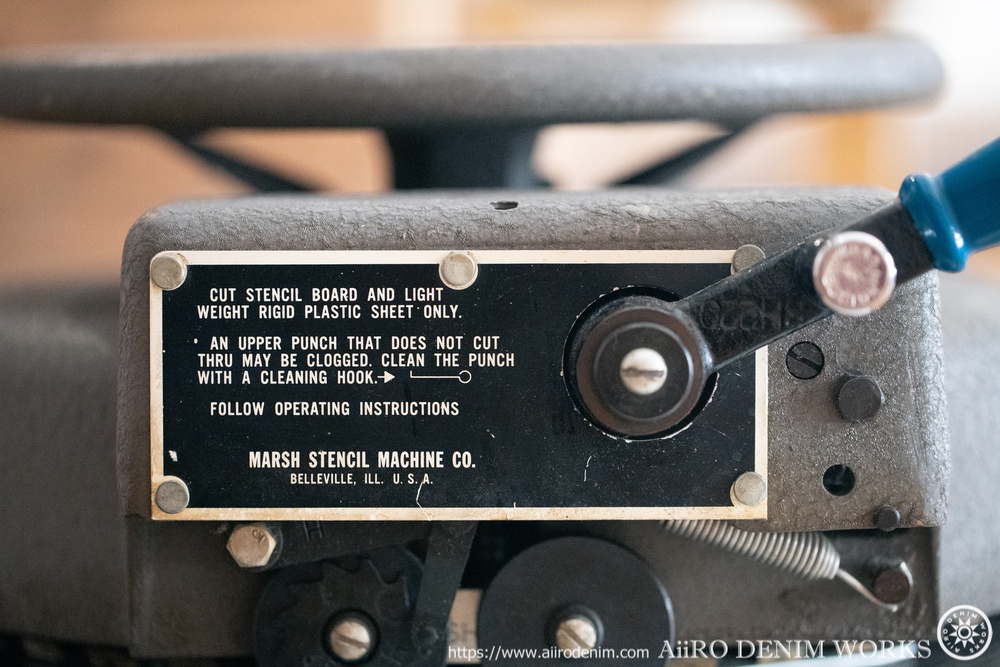 CUT STENCIL BOARD AND LIGHT
WEIGHT RIGID PLASTIC SHEET ONLY.
AN UPPER PUNCH THAT DOES NOT CUT
THRU MAY BE CLOGGED. CLEAN THE PUNCH
WITH A CLEANING HOOK.
FOLLOW OPERATING INSTRUCTIONS
MARSH STENCIL MACHINE CO.
BELLEVILLE, ILL. U. S. A.
https://www.aiirodenim.com
AiiRO DENIM WORKS